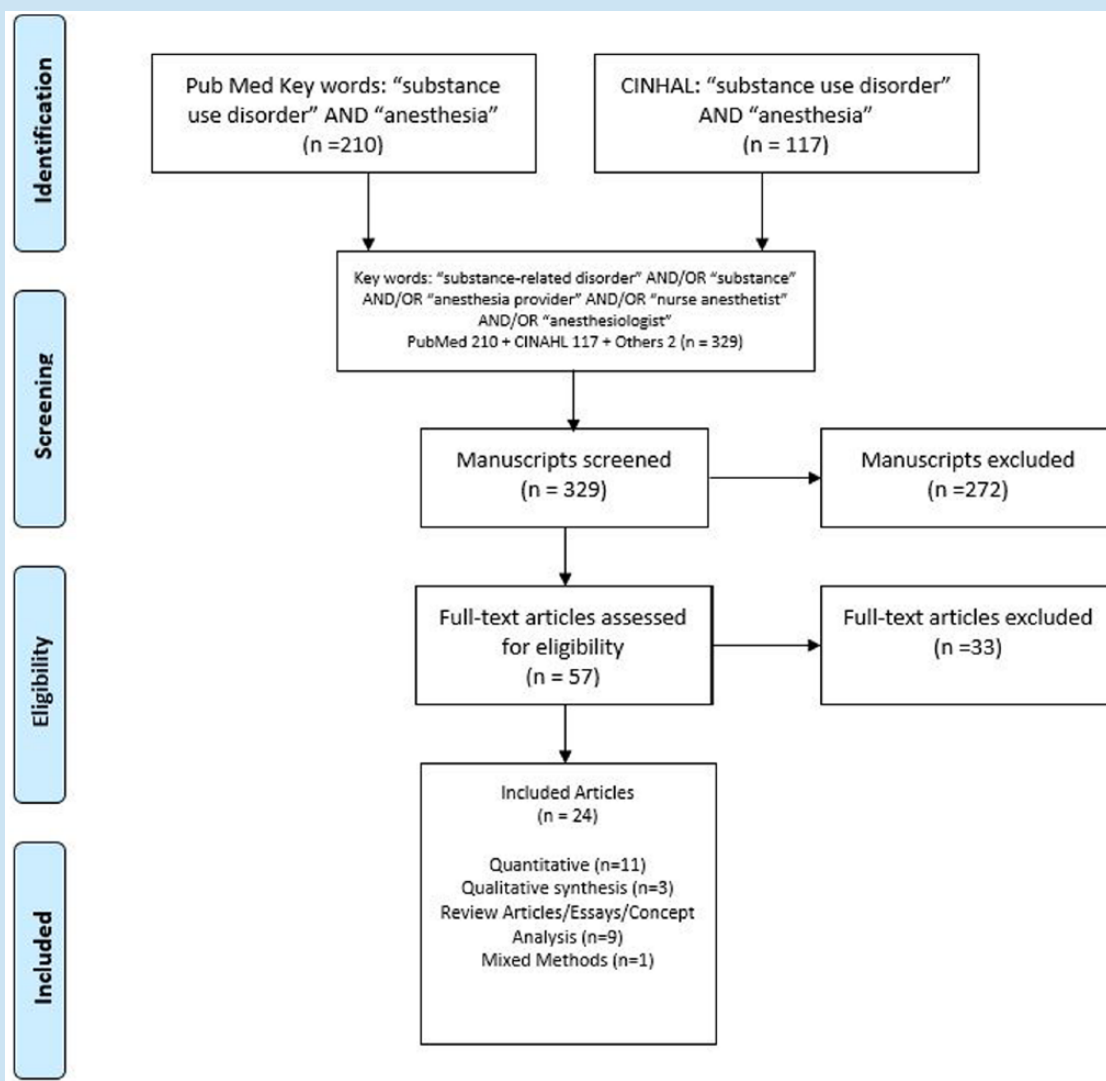 Identification
Pub Med Key words: “substance
use disorder” AND “anesthesia”
(n =210)
CINHAL: “substance use disorder”
AND “anesthesia”
(n = 117)
Key words: “substance-related disorder” AND/OR “substance”
AND/OR “anesthesia provider” AND/OR “nurse anesthetist”
AND/OR “anesthesiologist”
PubMed 210 + CINAHL 117 + Others 2 (n = 329)
Screening
Manuscripts screened
(n = 329)
Manuscripts excluded
(n =272)
Eligibility
Full-text articles assessed
for eligibility
(n = 57)
Full-text articles excluded
(n =33)
Included
Included Articles
(n = 24)
Quantitative (n=11)
Qualitative synthesis (n=3)
Review Articles/Essays/Concept
Analysis (n=9)
Mixed Methods (n=1)